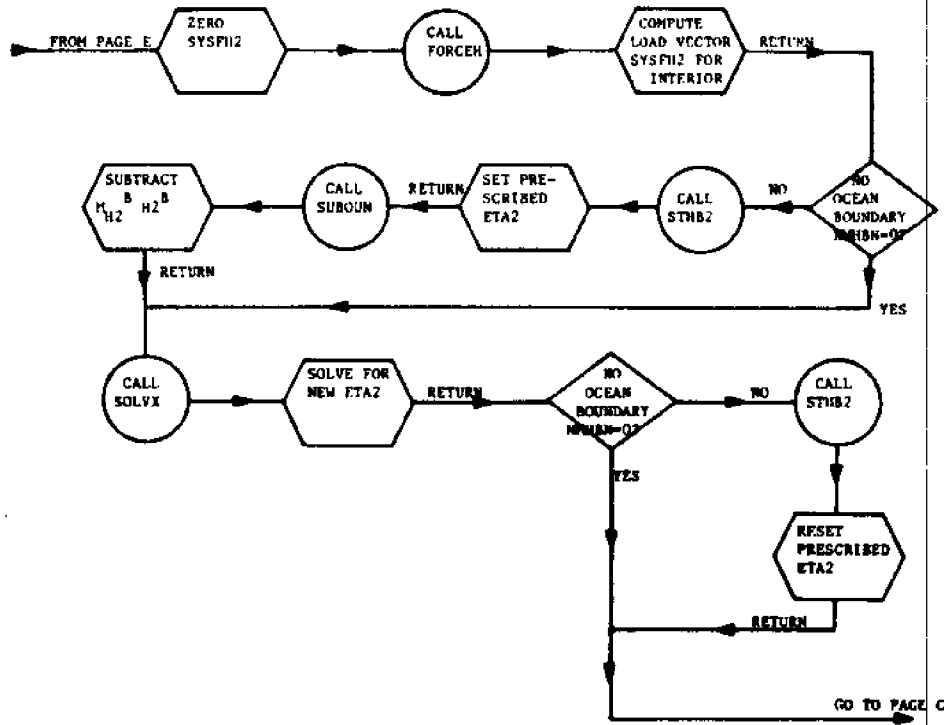 FROM PAGE E
ZERO
SYSFH2
CALL
FORCEH
COMPUTE
LOAD VECTOR
SYSFH2 FOR
INTERIOR
RETURN
NO
OCEAN
BOUNDARY
NO
CALL
STHB2
SET PRE-
SCRIBED
ETA2
RETURN
CALL
SUBOUN
SUBTRACT
M_H2^B H2^B
RETURN
YES
CALL
SOLVX
SOLVE FOR
NEW ETA2
RETURN
NO
OCEAN
BOUNDARY
NO
CALL
STHB2
YES
RESET
PRESCRIBED
ETA2
RETURN
GO TO PAGE